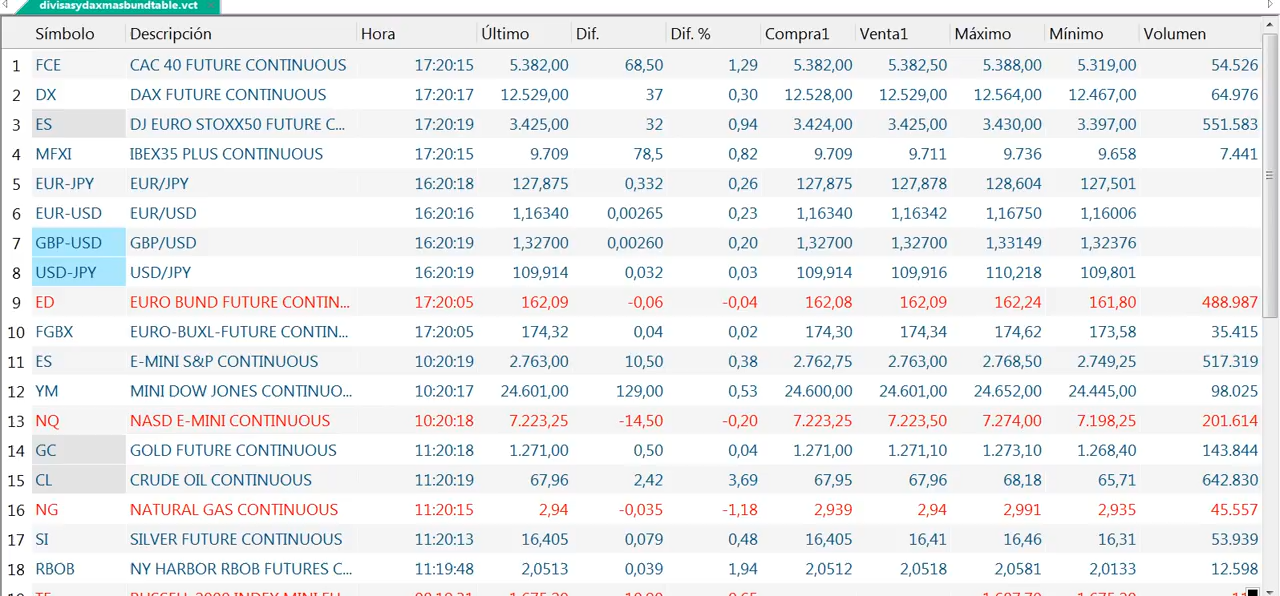 divisasydaxmasbundtable.vct
Símbolo Descripción Hora Último Dif. Dif. % Compra1 Venta1 Máximo Mínimo Volumen
1 FCE CAC 40 FUTURE CONTINUOUS 17:20:15 5.382,00 68,50 1,29 5.382,00 5.382,50 5.388,00 5.319,00 54.526
2 DX DAX FUTURE CONTINUOUS 17:20:17 12.529,00 37 0,30 12.528,00 12.529,00 12.564,00 12.467,00 64.976
3 ES DJ EURO STOXX50 FUTURE C... 17:20:19 3.425,00 32 0,94 3.424,00 3.425,00 3.430,00 3.397,00 551.583
4 MFXI IBEX35 PLUS CONTINUOUS 17:20:15 9.709 78,5 0,82 9.709 9.711 9.736 9.658 7.441
5 EUR-JPY EUR/JPY 16:20:18 127,875 0,332 0,26 127,875 127,878 128,604 127,501
6 EUR-USD EUR/USD 16:20:16 1,16340 0,00265 0,23 1,16340 1,16342 1,16750 1,16006
7 GBP-USD GBP/USD 16:20:19 1,32700 0,00260 0,20 1,32700 1,32700 1,33149 1,32376
8 USD-JPY USD/JPY 16:20:19 109,914 0,032 0,03 109,914 109,916 110,218 109,801
9 ED EURO BUND FUTURE CONTIN... 17:20:05 162,09 -0,06 -0,04 162,08 162,09 162,24 161,80 488.987
10 FGBX EURO-BUXL-FUTURE CONTIN... 17:20:05 174,32 0,04 0,02 174,30 174,34 174,62 173,58 35.415
11 ES E-MINI S&P CONTINUOUS 10:20:19 2.763,00 10,50 0,38 2.762,75 2.763,00 2.768,50 2.749,25 517.319
12 YM MINI DOW JONES CONTINUO... 10:20:17 24.601,00 129,00 0,53 24.600,00 24.601,00 24.652,00 24.445,00 98.025
13 NQ NASD E-MINI CONTINUOUS 10:20:18 7.223,25 -14,50 -0,20 7.223,25 7.223,50 7.274,00 7.198,25 201.614
14 GC GOLD FUTURE CONTINUOUS 11:20:18 1.271,00 0,50 0,04 1.271,00 1.271,10 1.273,10 1.268,40 143.844
15 CL CRUDE OIL CONTINUOUS 11:20:19 67,96 2,42 3,69 67,95 67,96 68,18 65,71 642.830
16 NG NATURAL GAS CONTINUOUS 11:20:15 2,94 -0,035 -1,18 2,939 2,94 2,991 2,935 45.557
17 SI SILVER FUTURE CONTINUOUS 11:20:13 16,405 0,079 0,48 16,405 16,41 16,46 16,31 53.939
18 RBOB NY HARBOR RBOB FUTURES C... 11:19:48 2,0513 0,039 1,94 2,0512 2,0518 2,0581 2,0133 12.598